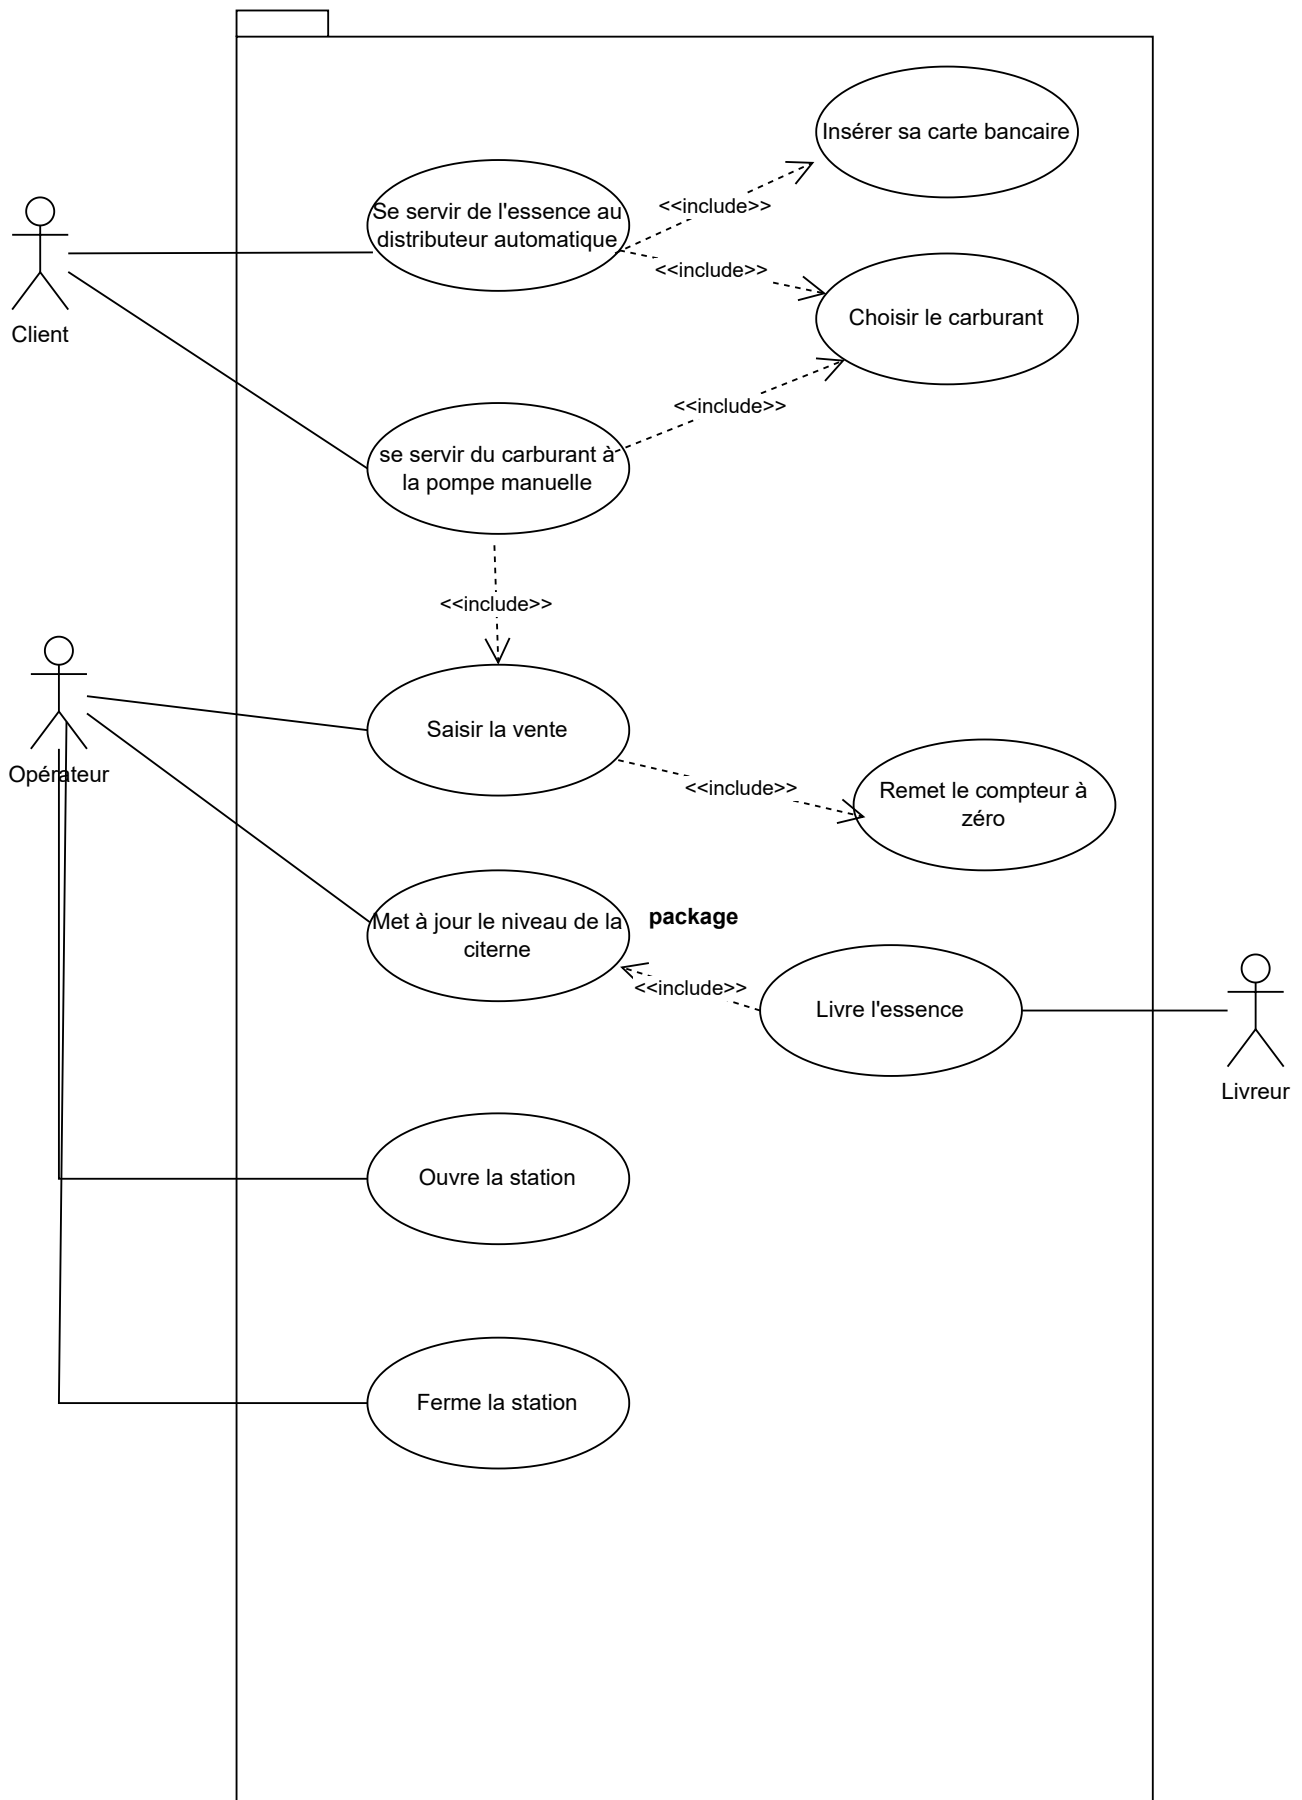 Insérer sa carte bancaire
<<include>>
Se servir de l'essence au
distributeur automatique
<<include>>
Choisir le carburant
Client
<<include>>
se servir du carburant à
la pompe manuelle
<<include>>
Saisir la vente
Opérateur
<<include>>
Remet le compteur à
zéro
Met à jour le niveau de la
citerne
package
<<include>>
Livre l'essence
Livreur
Ouvre la station
Ferme la station